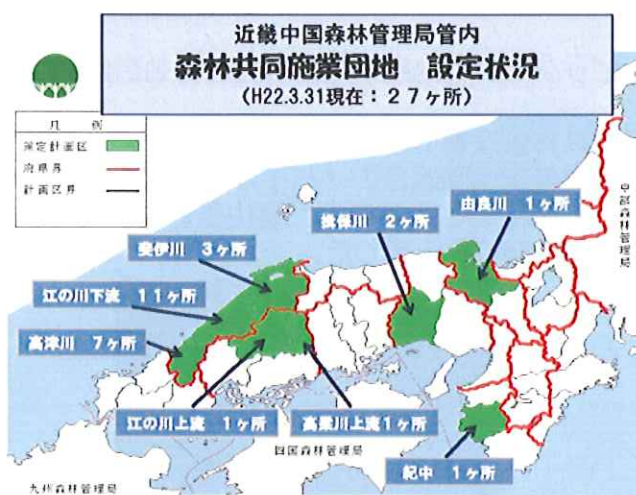 近畿中国森林管理局管内
森林共同施業団地　設定状況
(H22.3.31現在：２７ヶ所)
凡　例
策定計画区
府県界
計画区界
中部森林管理局
由良川　１ヶ所
揖保川　２ヶ所
斐伊川　３ヶ所
江の川下流　１１ヶ所
高津川　７ヶ所
江の川上流　１ヶ所
高梁川上流１ヶ所
紀中　１ヶ所
四国森林管理局
九州森林管理局